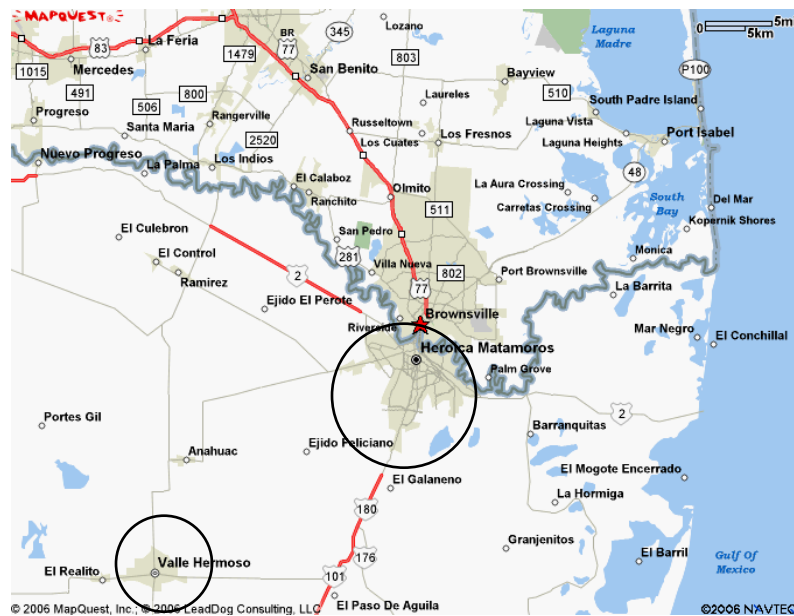 MAPQUEST®
Lozano
0
5mi
5km
La Feria
BR
77
345
Laguna
Madre
83
1479
803
Mercedes
San Benito
Bayview
P100
1015
491
800
510
506
Laureles
South Padre Island
Progreso
Rangerville
Russeltown
Laguna Vista
Port Isabel
Santa Maria
2520
Los Cuates
Los Fresnos
Laguna Heights
Nuevo Progreso
La Palma
Los Indios
48
El Calaboz
Ranchito
Olmito
La Aura Crossing
South
Bay
Del Mar
511
Carretas Crossing
Kopernik Shores
El Culebron
San Pedro
El Control
281
Villa Nueva
Monica
Ramirez
2
802
Port Brownsville
77
La Barrita
Ejido El Perote
Brownsville
Riverside
Mar Negro
El Conchillal
Heroica Matamoros
Palm Grove
2
Portes Gil
Barranquitas
Anahuac
Ejido Feliciano
El Mogote Encerrado
El Galaneno
La Hormiga
180
Granjenitos
176
El Barril
Gulf Of
Mexico
Valle Hermoso
El Realito
101
El Paso De Aguila
© 2006 MapQuest, Inc.; © 2006 LeadDog Consulting, LLC
©2006 NAVTEQ